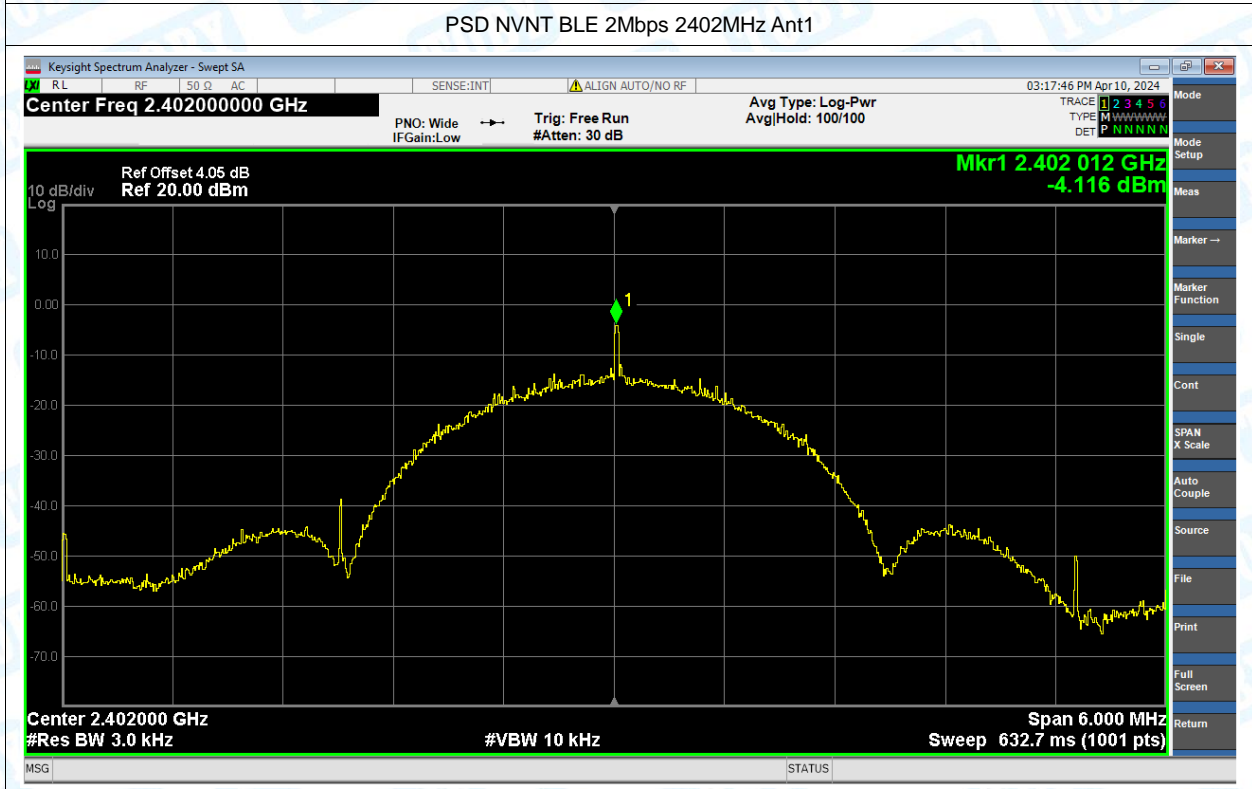 PSD NVNT BLE 2Mbps 2402MHz Ant1
Keysight Spectrum Analyzer - Swept SA
LXI RL RF 50 Ω AC SENSE:INT ALIGN AUTO/NO RF 03:17:46 PM Apr 10, 2024
Center Freq 2.402000000 GHz
PNO: Wide
IFGain:Low
Trig: Free Run
#Atten: 30 dB
Avg Type: Log-Pwr
Avg|Hold: 100/100
TRACE 1 2 3 4 5 6
TYPE M WWWWW
DET P N N N N N
Mkr1 2.402 012 GHz
-4.116 dBm
Ref Offset 4.05 dB
10 dB/div Ref 20.00 dBm
Log
10.0
0.00
-10.0
-20.0
-30.0
-40.0
-50.0
-60.0
-70.0
1
Center 2.402000 GHz Span 6.000 MHz
#Res BW 3.0 kHz #VBW 10 kHz Sweep 632.7 ms (1001 pts)
MSG STATUS
Mode
Mode
Setup
Meas
Marker →
Marker
Function
Single
Cont
SPAN
X Scale
Auto
Couple
Source
File
Print
Full
Screen
Return